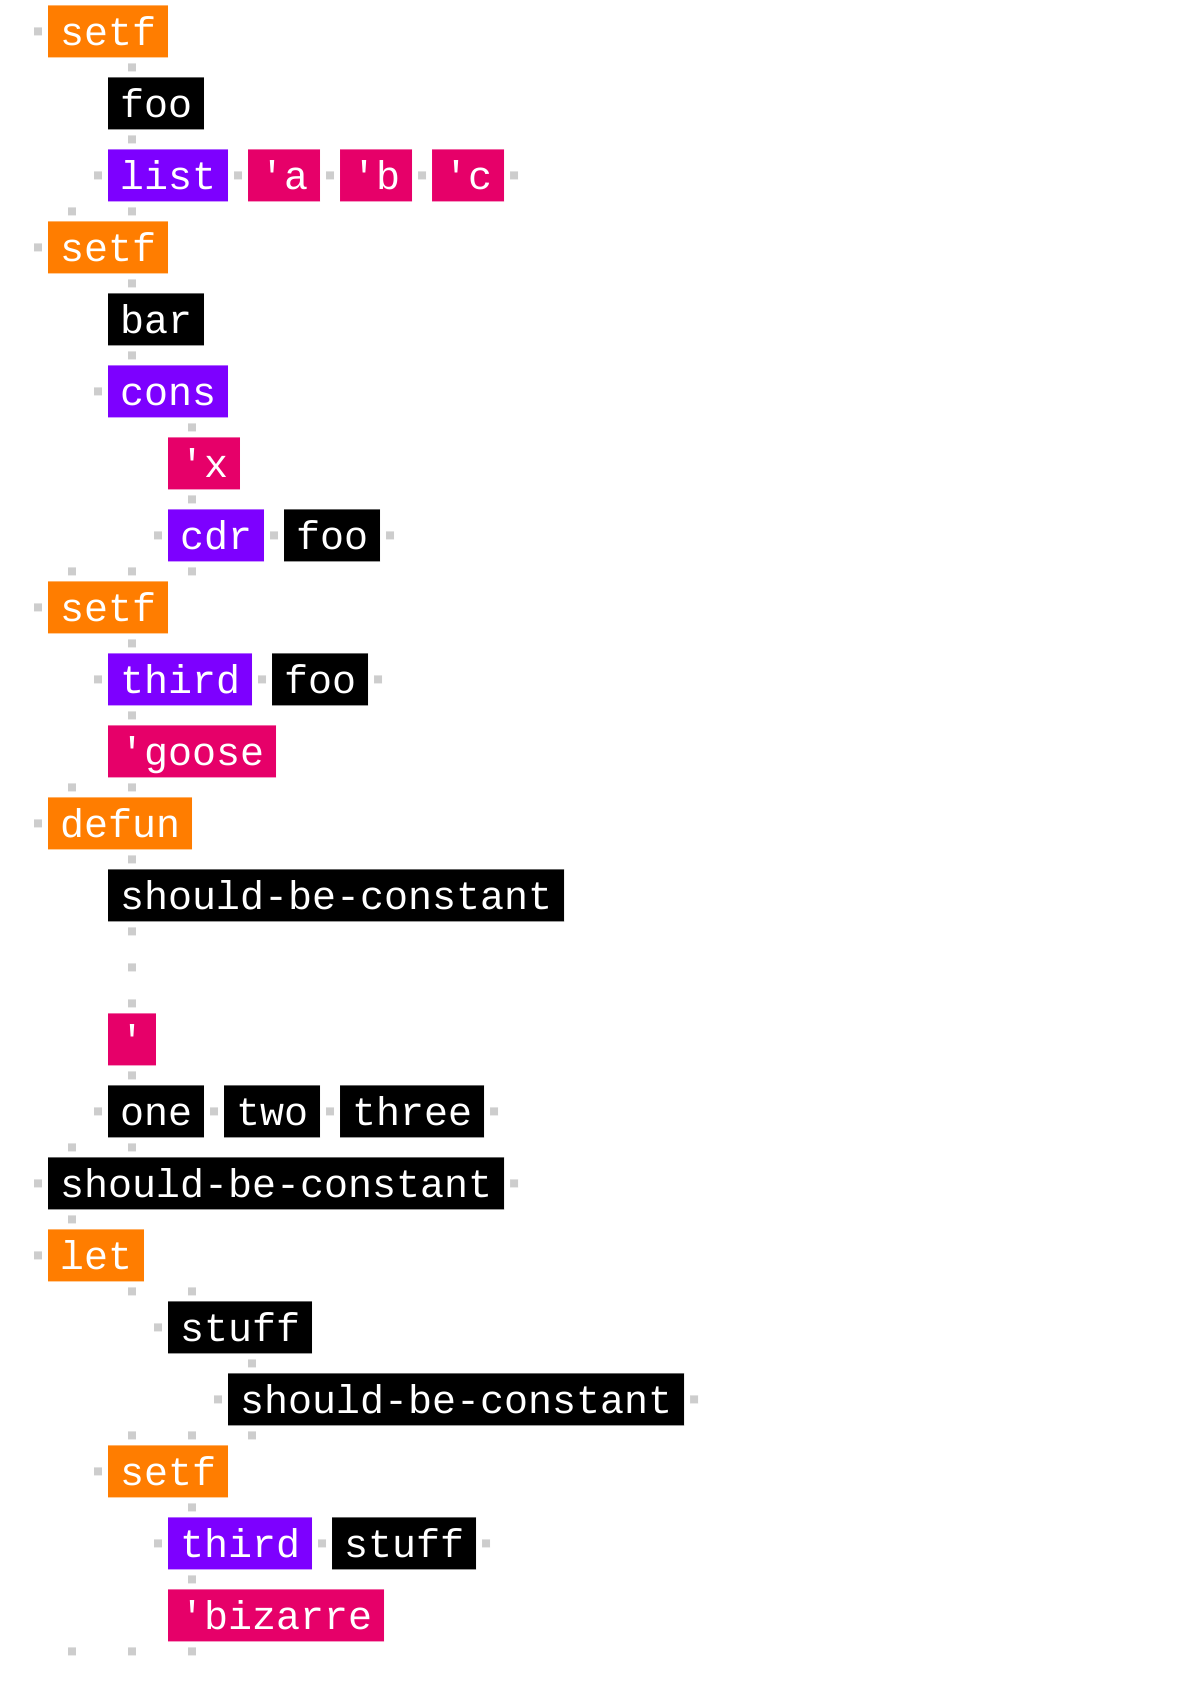 setf
foo
list 'a 'b 'c
setf
bar
cons
'x
cdr foo
setf
third foo
'goose
defun
should-be-constant
'
one two three
should-be-constant
let
stuff
should-be-constant
setf
third stuff
'bizarre